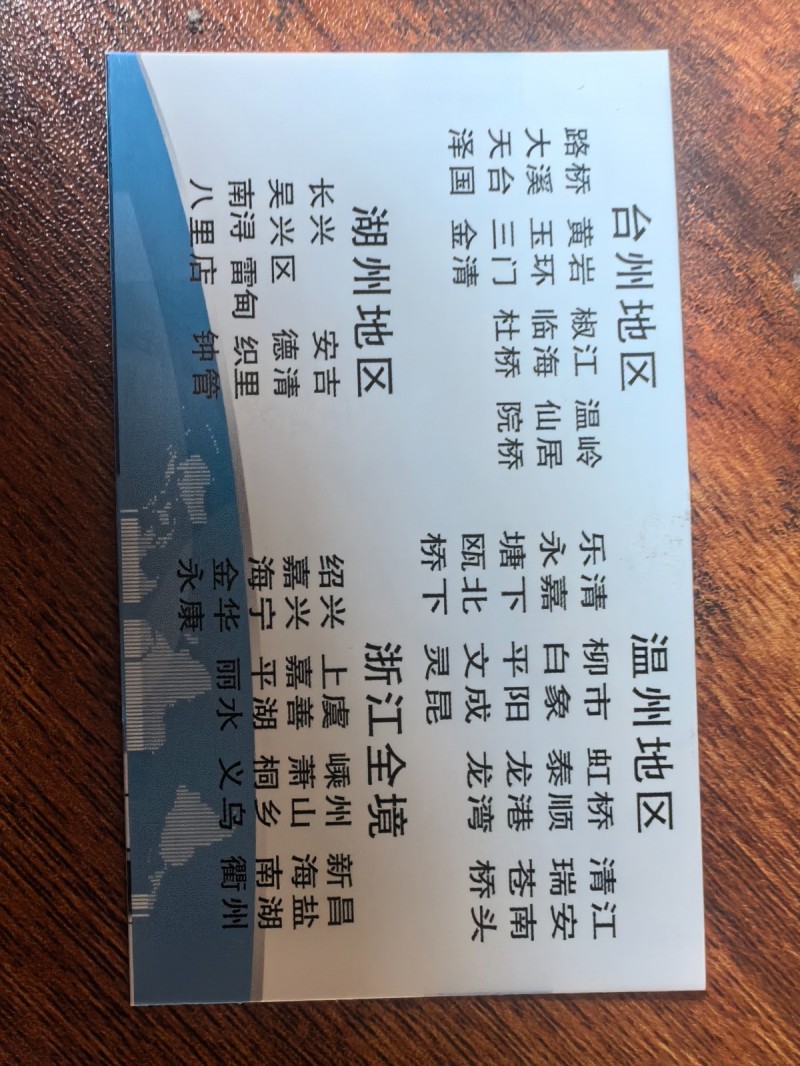 台州地区
路桥 黄岩 椒江 温岭
大溪 玉环 临海 仙居
天台 三门 杜桥 院桥
泽国 金清
温州地区
乐清 柳市 虹桥 清江
永嘉 白象 泰顺 瑞安
塘下 平阳 龙港 苍南
瓯北 文成 龙湾 桥头
桥下 灵昆
湖州地区
长兴 安吉
吴兴区 德清
南浔 雷甸 织里
八里店 钟管
浙江全境
绍兴 上虞 嵊州 新昌
嘉兴 嘉善 萧山 海盐
海宁 平湖 桐乡 南湖
金华 丽水 义乌 衢州
永康